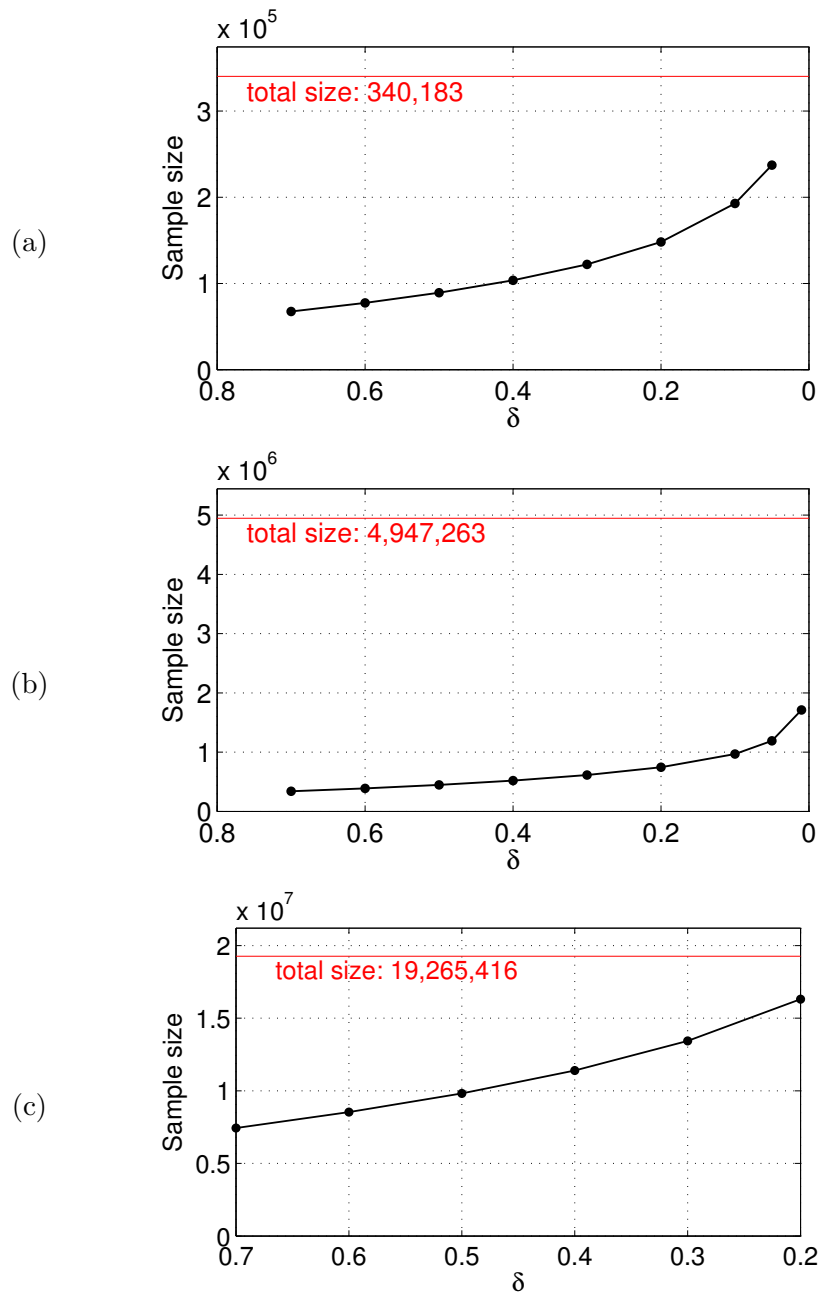 x 10^5
total size: 340,183
3
2
1
0
Sample size
(a)
0.8 0.6 0.4 0.2 0
δ
x 10^6
5
total size: 4,947,263
4
3
2
1
0
Sample size
(b)
0.8 0.6 0.4 0.2 0
δ
x 10^7
2
total size: 19,265,416
1.5
1
0.5
0
Sample size
(c)
0.7 0.6 0.5 0.4 0.3 0.2
δ